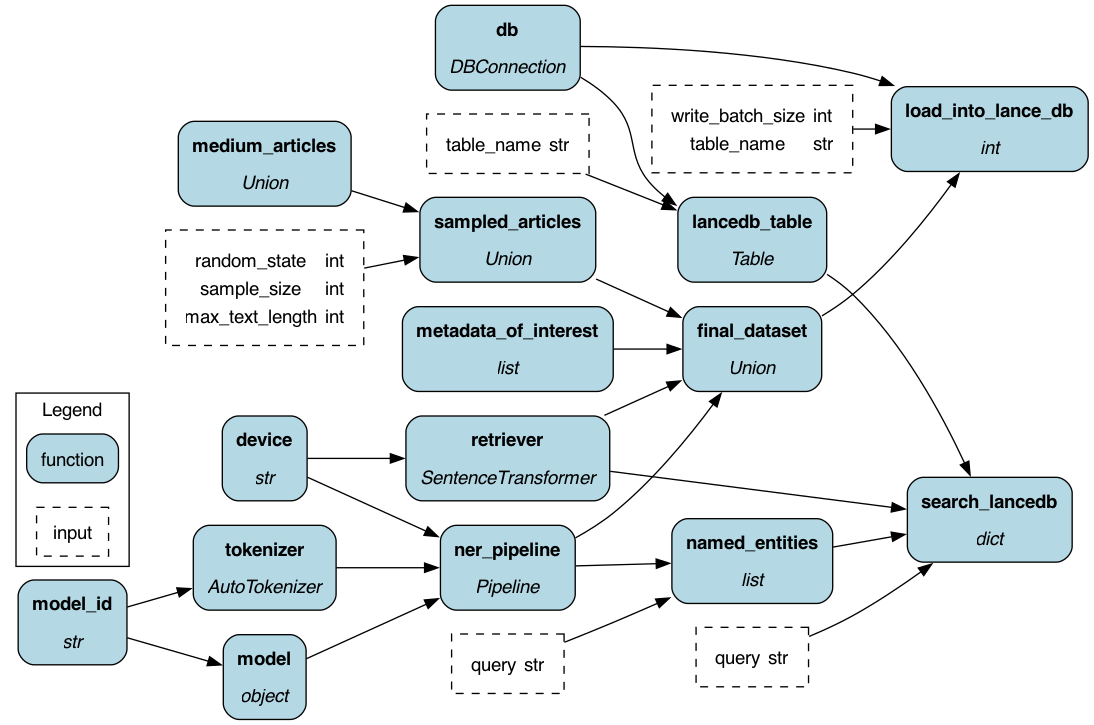 db
DBConnection
write_batch_size int
table_name str
load_into_lance_db
int
table_name str
medium_articles
Union
sampled_articles
Union
lancedb_table
Table
random_state int
sample_size int
max_text_length int
metadata_of_interest
list
final_dataset
Union
Legend
function
input
device
str
retriever
SentenceTransformer
search_lancedb
dict
tokenizer
AutoTokenizer
ner_pipeline
Pipeline
named_entities
list
model_id
str
model
object
query str
query str